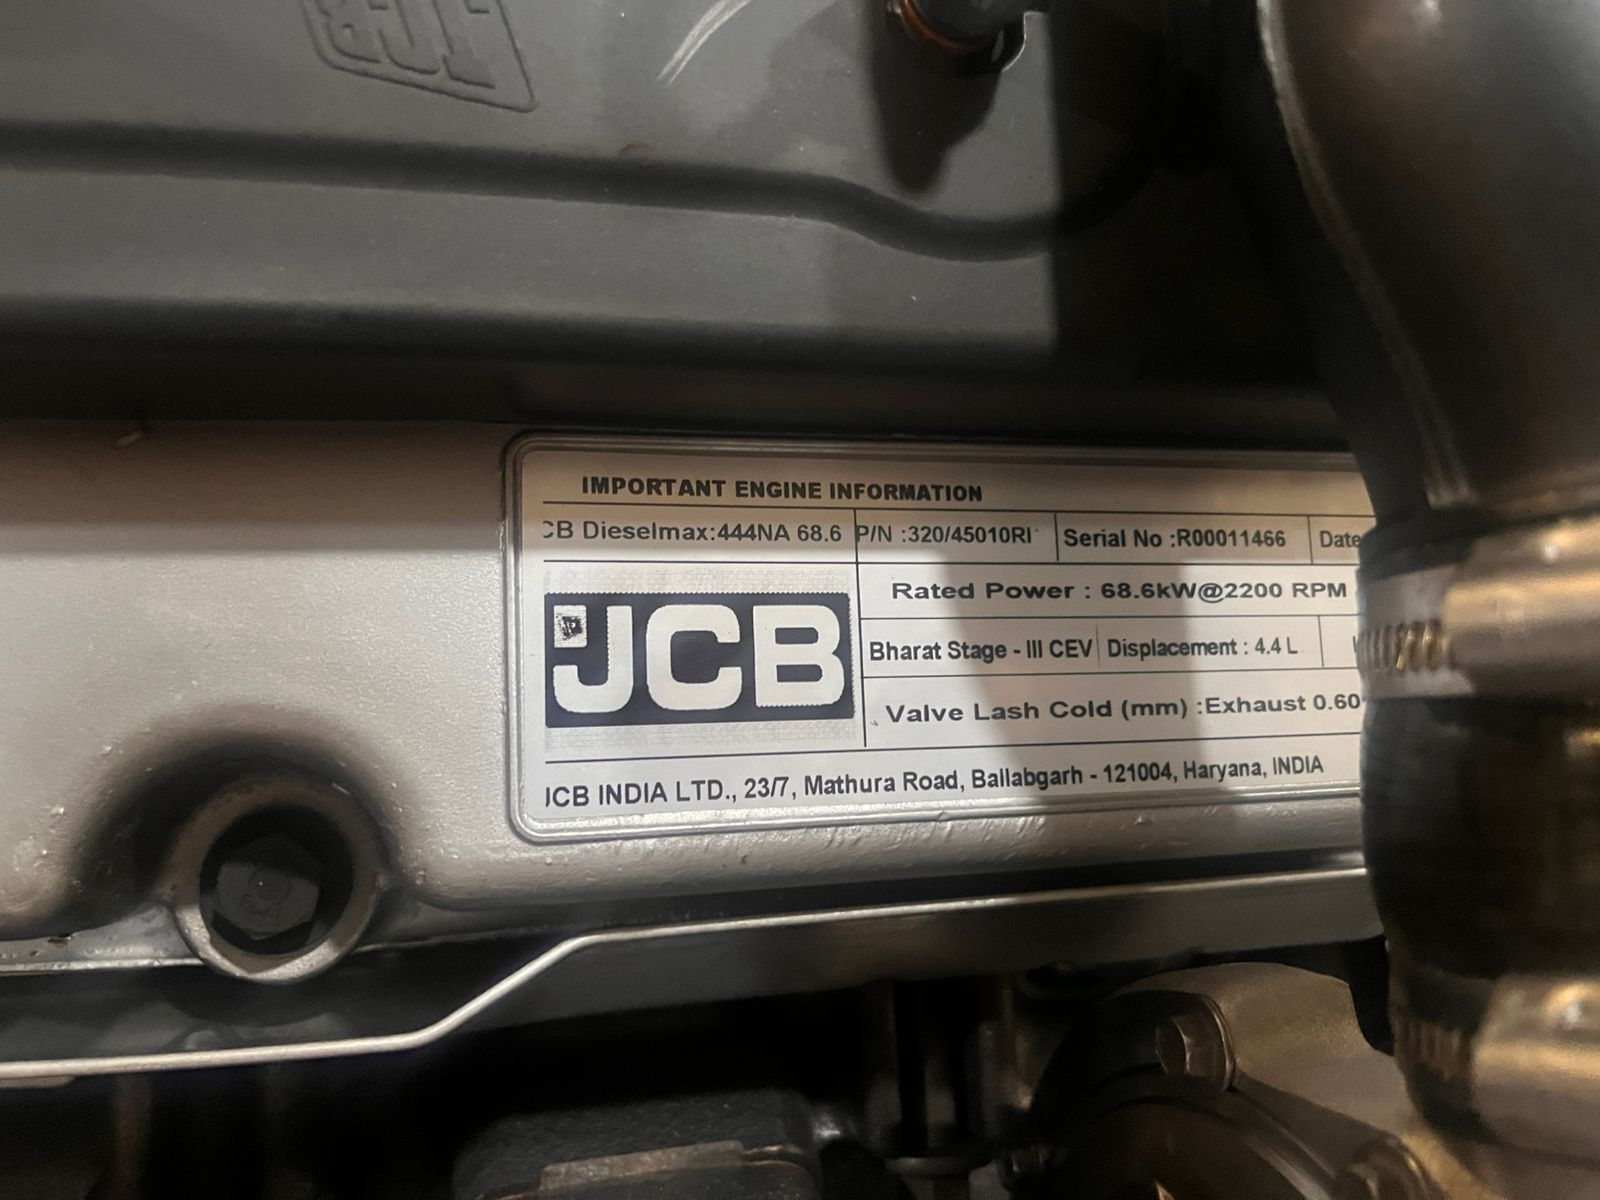 JCB
IMPORTANT ENGINE INFORMATION
CB Dieselmax:444NA 68.6 P/N :320/45010RI Serial No :R00011466 Date
Rated Power : 68.6kW@2200 RPM
JCB
Bharat Stage - III CEV Displacement : 4.4 L
Valve Lash Cold (mm) :Exhaust 0.60
JCB INDIA LTD., 23/7, Mathura Road, Ballabgarh - 121004, Haryana, INDIA